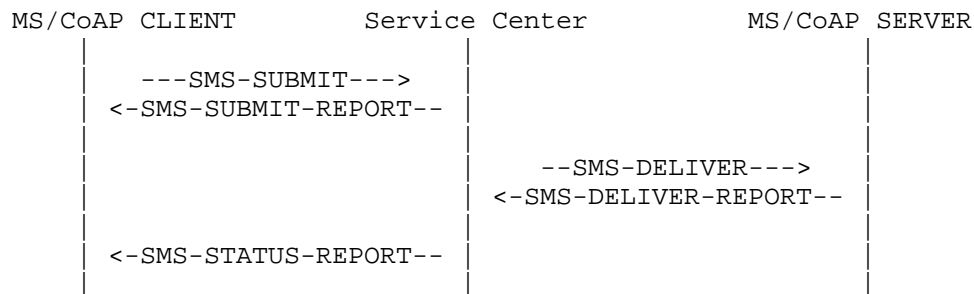 MS/CoAP CLIENT Service Center MS/CoAP SERVER
---SMS-SUBMIT--->
<-SMS-SUBMIT-REPORT--
--SMS-DELIVER--->
<-SMS-DELIVER-REPORT--
<-SMS-STATUS-REPORT--